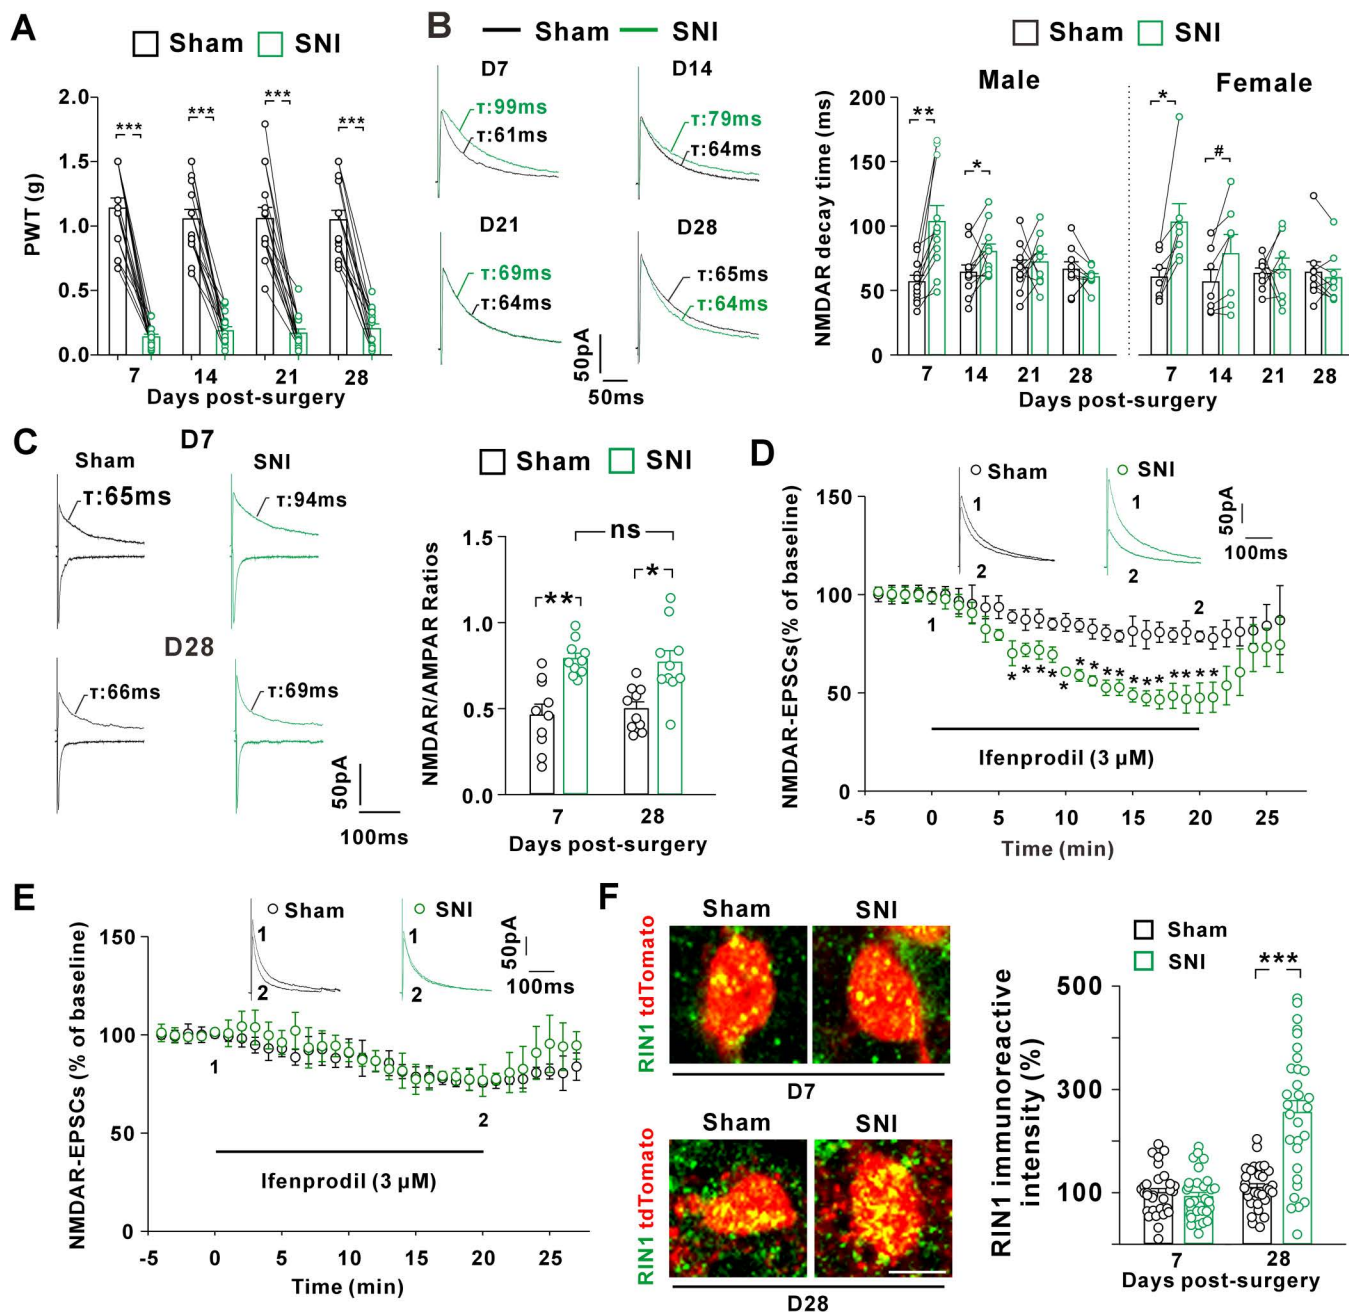 A
Sham SNI
PWT (g)
2.0
1.5
1.0
0.5
0.0
***
***
***
***
7 14 21 28
Days post-surgery
B
Sham SNI
D7
τ:99ms
τ:61ms
D14
τ:79ms
τ:64ms
D21
τ:69ms
τ:64ms
D28
τ:65ms
τ:64ms
50pA
50ms
Sham SNI
Male Female
NMDAR decay time (ms)
200
150
100
50
0
**
*
*
#
7 14 21 28 7 14 21 28
Days post-surgery
C
D7
Sham SNI
τ:65ms
τ:94ms
D28
τ:66ms
τ:69ms
50pA
100ms
Sham SNI
NMDAR/AMPAR Ratios
1.5
1.0
0.5
0.0
ns
**
*
7 28
Days post-surgery
D
Sham SNI
1
2
1
2
50pA
100ms
NMDAR-EPSCs(% of baseline)
150
100
50
0
1
2
* * * * * * * * * * * * * * * *
Ifenprodil (3 μM)
-5 0 5 10 15 20 25
Time (min)
E
Sham SNI
1
2
1
2
50pA
100ms
NMDAR-EPSCs (% of baseline)
150
100
50
0
1
2
Ifenprodil (3 μM)
-5 0 5 10 15 20 25
Time (min)
F
Sham SNI
RIN1 tdTomato
D7
RIN1 tdTomato
D28
Sham
SNI
RIN1 immunoreactive
intensity (%)
500
300
100
***
7 28
Days post-surgery